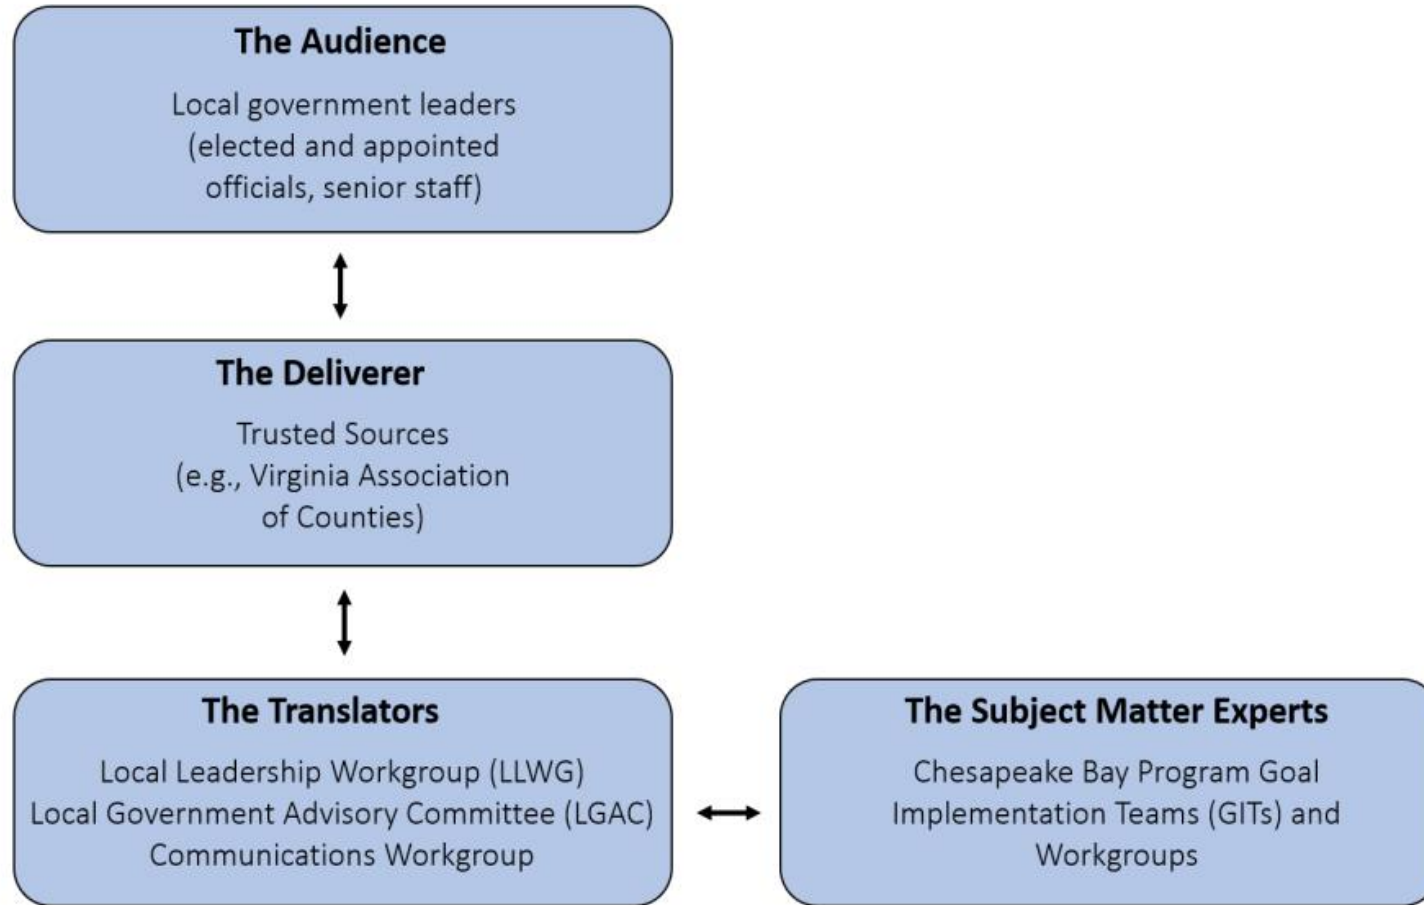 The Audience
Local government leaders
(elected and appointed
officials, senior staff)
The Deliverer
Trusted Sources
(e.g., Virginia Association
of Counties)
The Translators
Local Leadership Workgroup (LLWG)
Local Government Advisory Committee (LGAC)
Communications Workgroup
The Subject Matter Experts
Chesapeake Bay Program Goal
Implementation Teams (GITs) and
Workgroups